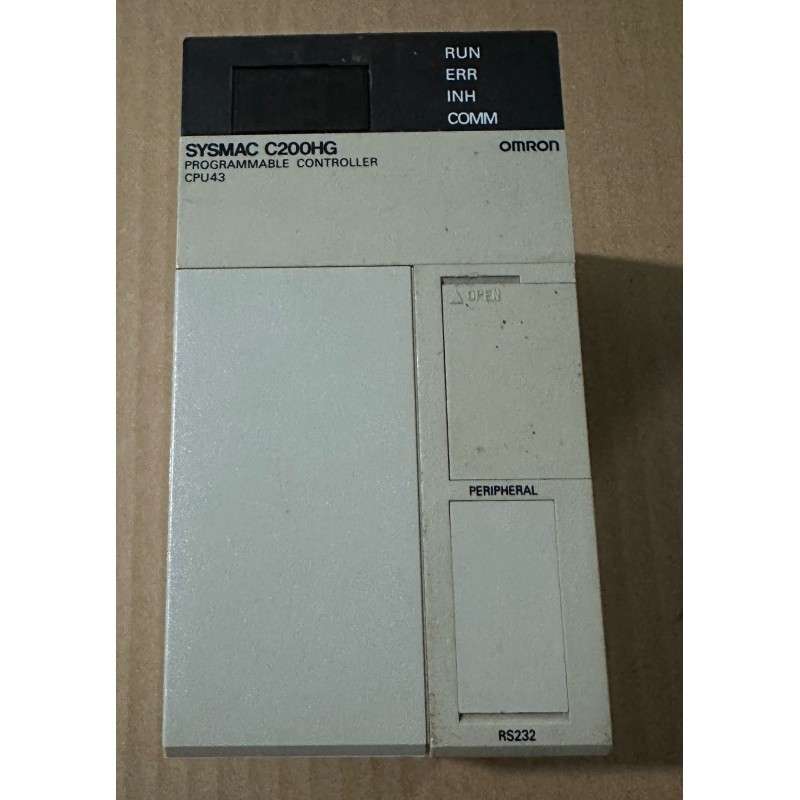 RUN
ERR
INH
COMM
SYSMAC C200HG
OMRON
PROGRAMMABLE CONTROLLER
CPU43
OPEN
PERIPHERAL
RS232